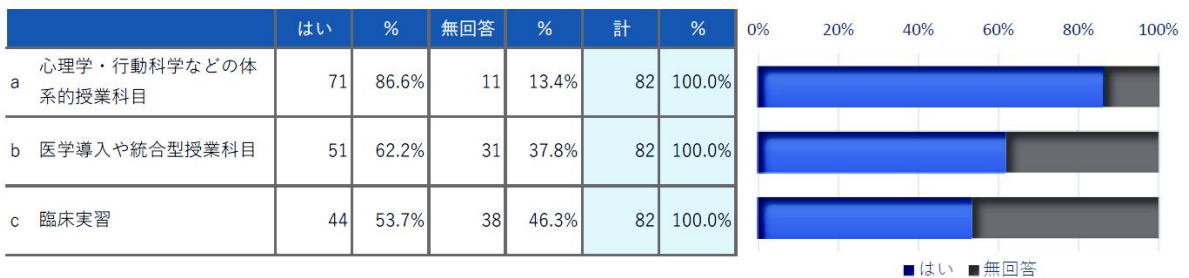 はい % 無回答 % 計 %
0% 20% 40% 60% 80% 100%
a 心理学・行動科学などの体
系的授業科目 71 86.6% 11 13.4% 82 100.0%
b 医学導入や統合型授業科目 51 62.2% 31 37.8% 82 100.0%
c 臨床実習 44 53.7% 38 46.3% 82 100.0%
■はい ■無回答